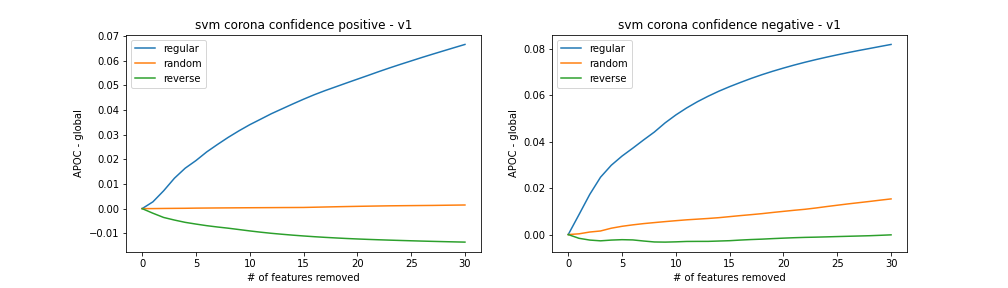 svm corona confidence positive - v1
APOC - global
0.07
0.06
0.05
0.04
0.03
0.02
0.01
0.00
−0.01
regular
random
reverse
0 5 10 15 20 25 30
# of features removed
svm corona confidence negative - v1
APOC - global
0.08
0.06
0.04
0.02
0.00
regular
random
reverse
0 5 10 15 20 25 30
# of features removed